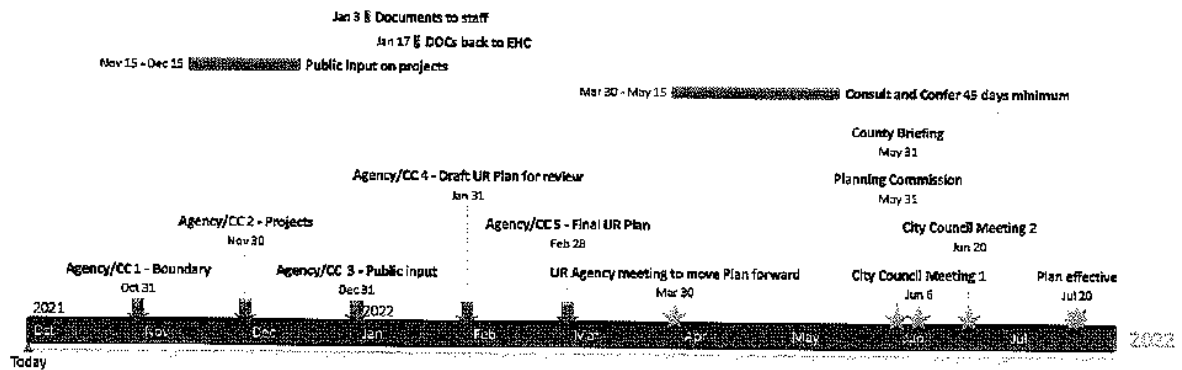 Jan 3 Documents to staff
Jan 17 DOCs back to EHC
Nov 15 - Dec 15 Public input on projects
Mar 30 - May 15 Consult and Confer 45 days minimum
County Briefing
May 31
Agency/CC 4 - Draft UR Plan for review
Jan 31
Planning Commission
May 31
Agency/CC 2 - Projects
Nov 30
Agency/CC 5 - Final UR Plan
Feb 28
City Council Meeting 2
Jun 20
Agency/CC 1 - Boundary
Oct 31
Agency/CC 3 - Public input
Dec 31
UR Agency meeting to move Plan forward
Mar 30
City Council Meeting 1
Jun 6
Plan effective
Jul 20
2021
2022
Oct Nov Dec Jan Feb Mar Apr May Jun Jul
2022
Today